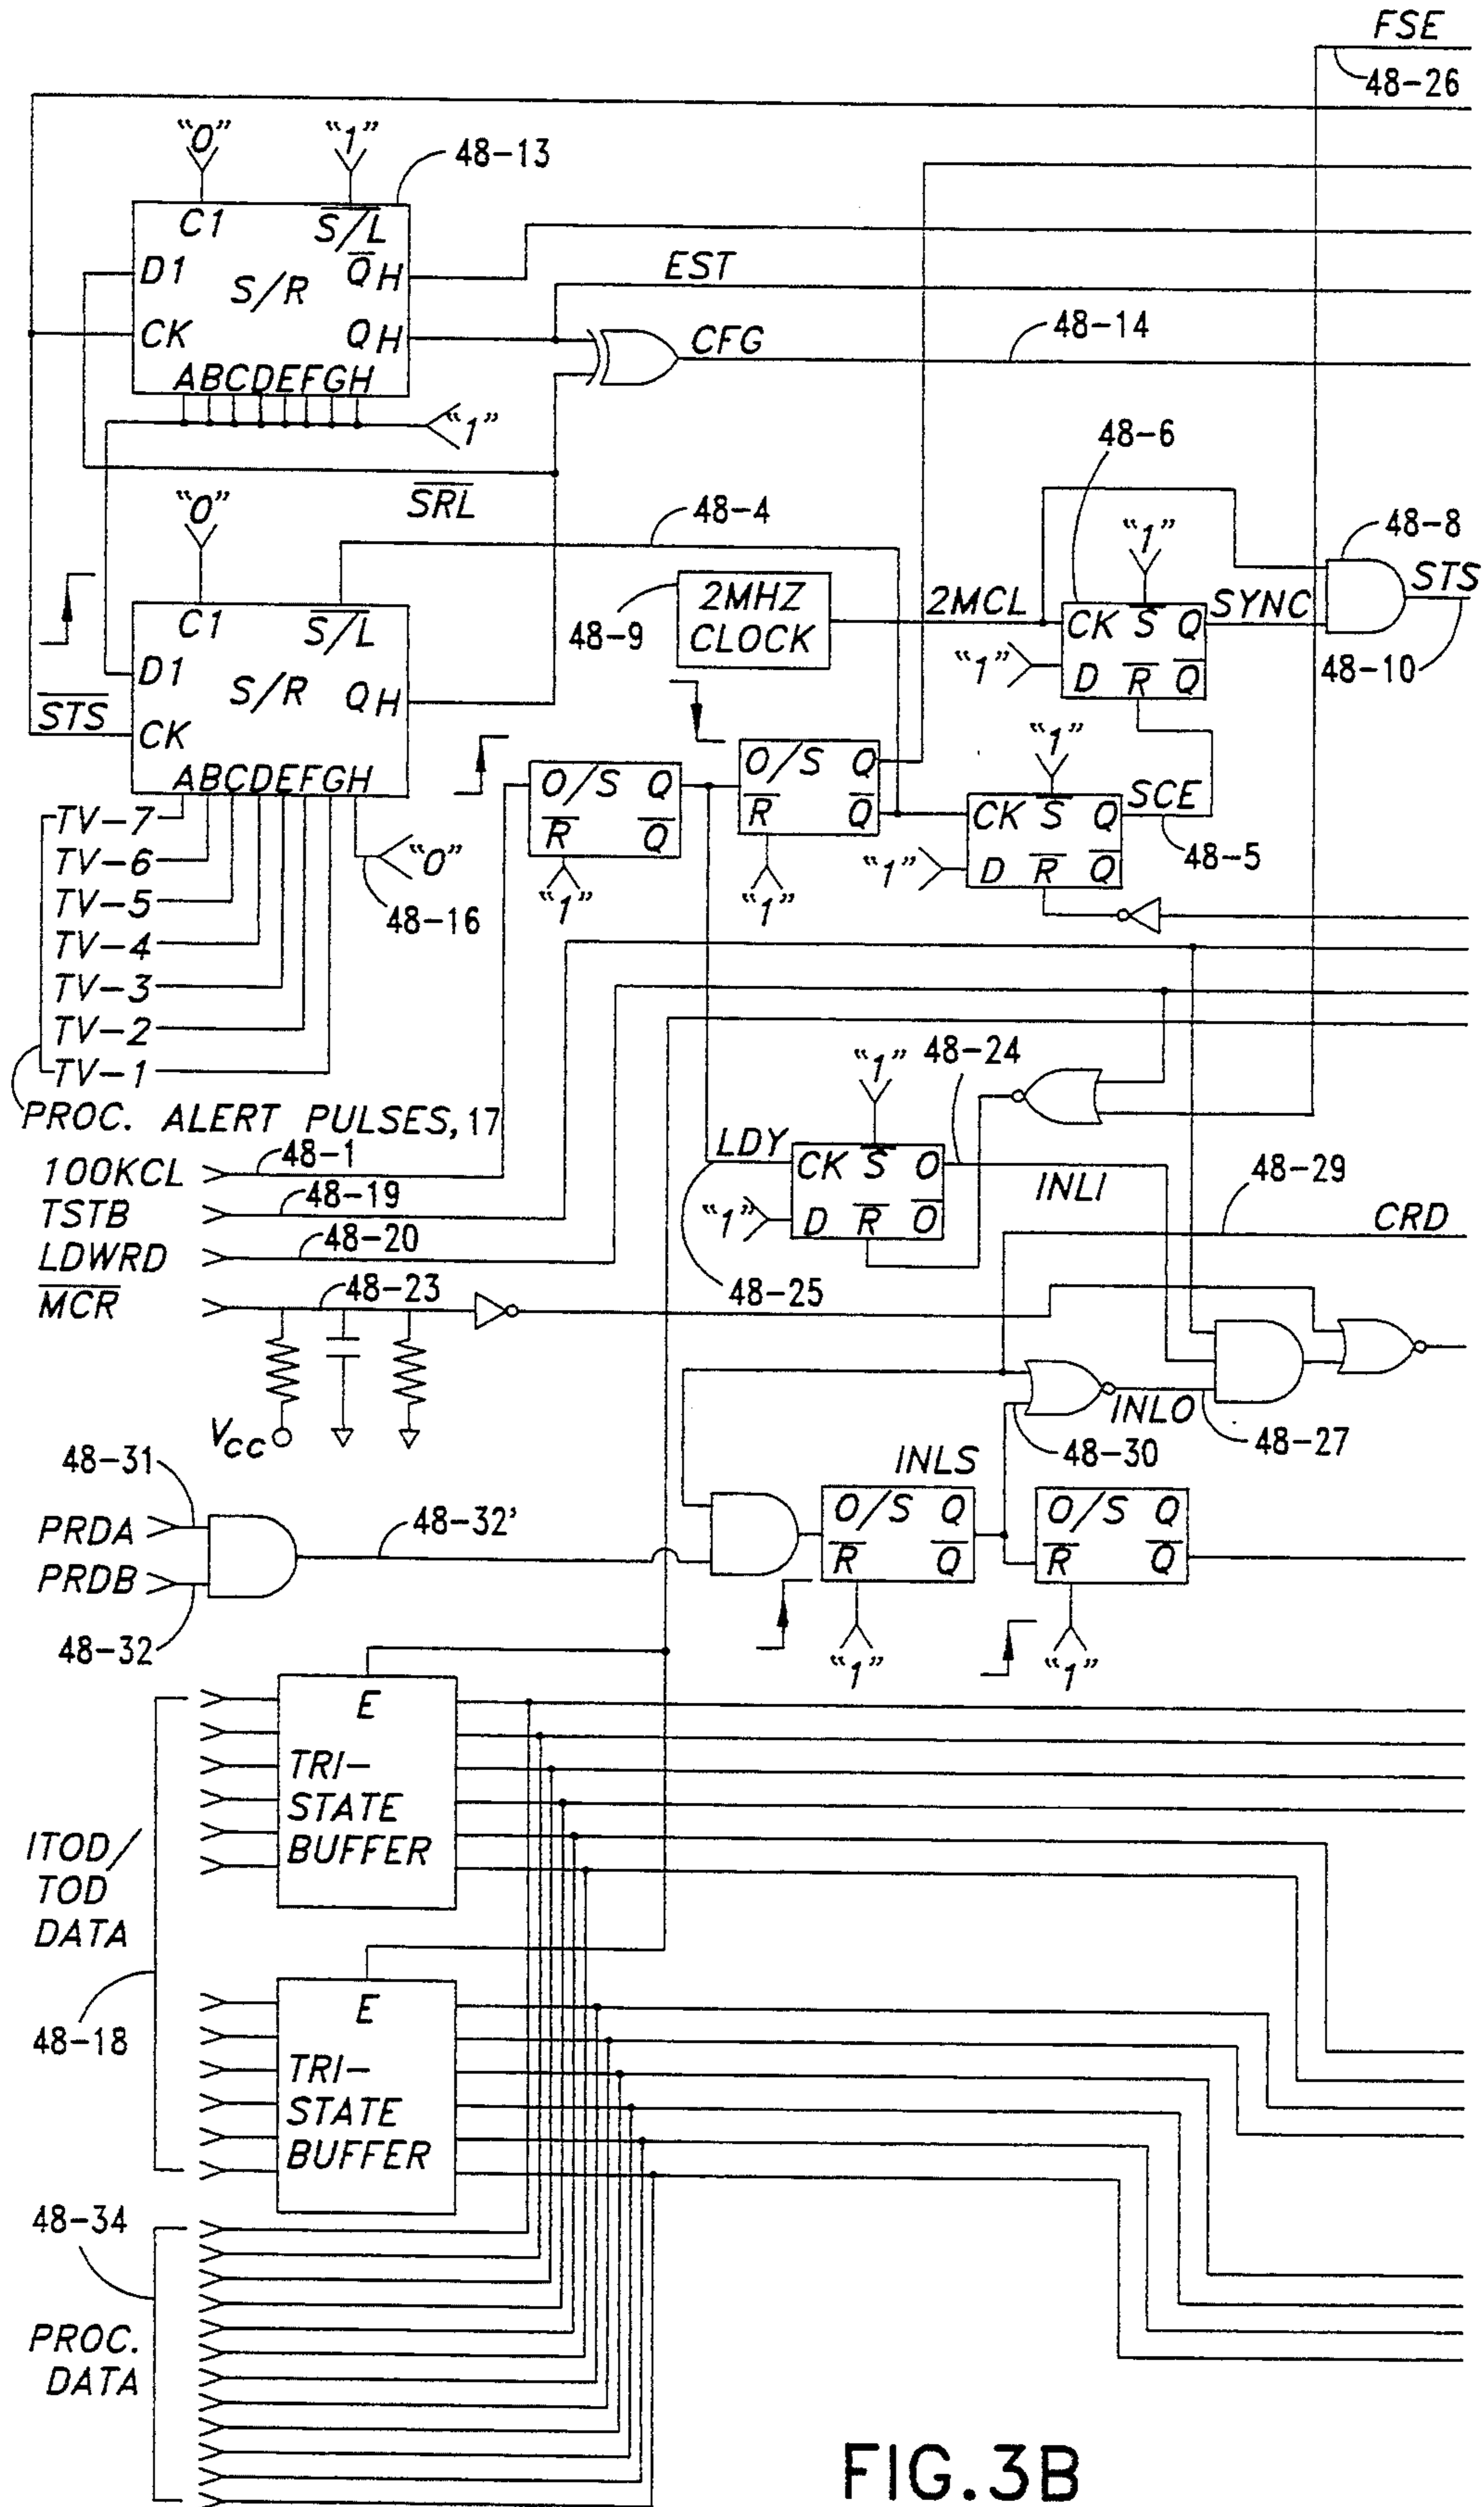 FSE
48-26
“0” “1” 48-13
C1 S̅/̅L̅
D1 S/R Q̅H
EST
CK QH
CFG 48-14
ABCDEFGH
“1”
S̅R̅L̅
48-6
“0”
48-4
“1” 48-8
2MHZ
CLOCK
48-9
2MCL
CK S̅ Q
SYNC
STS
“1” D R̅ Q̅
48-10
C1 S̅/̅L̅
D1 S/R QH
S̅T̅S̅
CK
ABCDEFGH
O/S Q
R̅ Q̅
“1”
O/S Q
R̅ Q̅
“1”
“1”
CK S̅ Q
SCE
“1” D R̅ Q̅
48-5
TV-7
TV-6
“0”
TV-5
48-16
TV-4
TV-3
TV-2
TV-1
PROC. ALERT PULSES, 17
“1” 48-24
LDY
CK S̅ O
INLI
“1” D R̅ O̅
48-25
48-29
CRD
100KCL 48-1
TSTB 48-19
LDWRD 48-20
M̅C̅R̅ 48-23
VCC
INLO
48-27
48-30
48-31
PRDA
48-32'
PRDB
48-32
INLS
O/S Q
R̅ Q̅
“1”
O/S Q
R̅ Q̅
“1”
E
TRI-
STATE
BUFFER
ITOD/
TOD
DATA
48-18
E
TRI-
STATE
BUFFER
48-34
PROC.
DATA
FIG.3B